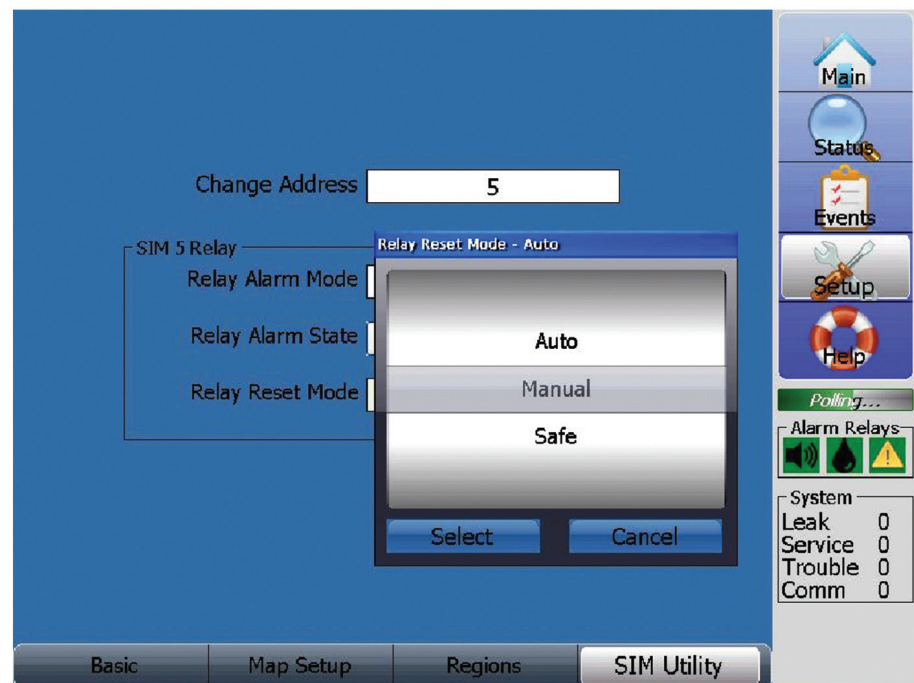 Change Address 5
SIM 5 Relay
Relay Alarm Mode
Relay Alarm State
Relay Reset Mode
Relay Reset Mode - Auto
Auto
Manual
Safe
Select Cancel
Main
Status
Events
Setup
Help
Polling...
Alarm Relays
System
Leak 0
Service 0
Trouble 0
Comm 0
Basic Map Setup Regions SIM Utility